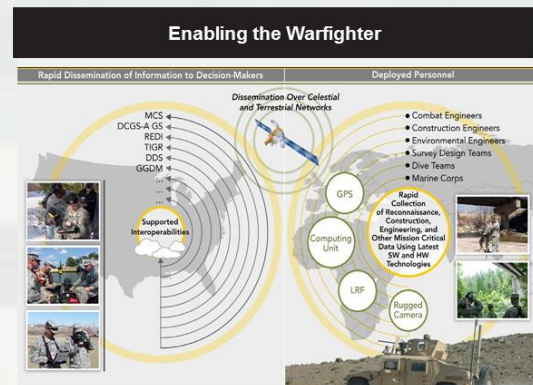 Enabling the Warfighter
Rapid Dissemination of Information to Decision-Makers
Deployed Personnel
Dissemination Over Celestial
and Terrestrial Networks
MCS
DCGS-A GS
REDI
TIGR
DDS
GGDM
...
...
...
Supported
Interoperabilities
• Combat Engineers
• Construction Engineers
• Environmental Engineers
• Survey Design Teams
• Dive Teams
• Marine Corps
GPS
Computing
Unit
LRF
Rugged
Camera
Rapid
Collection
of Reconnaissance,
Construction,
Engineering, and
Other Mission Critical
Data Using Latest
SW and HW
Technologies